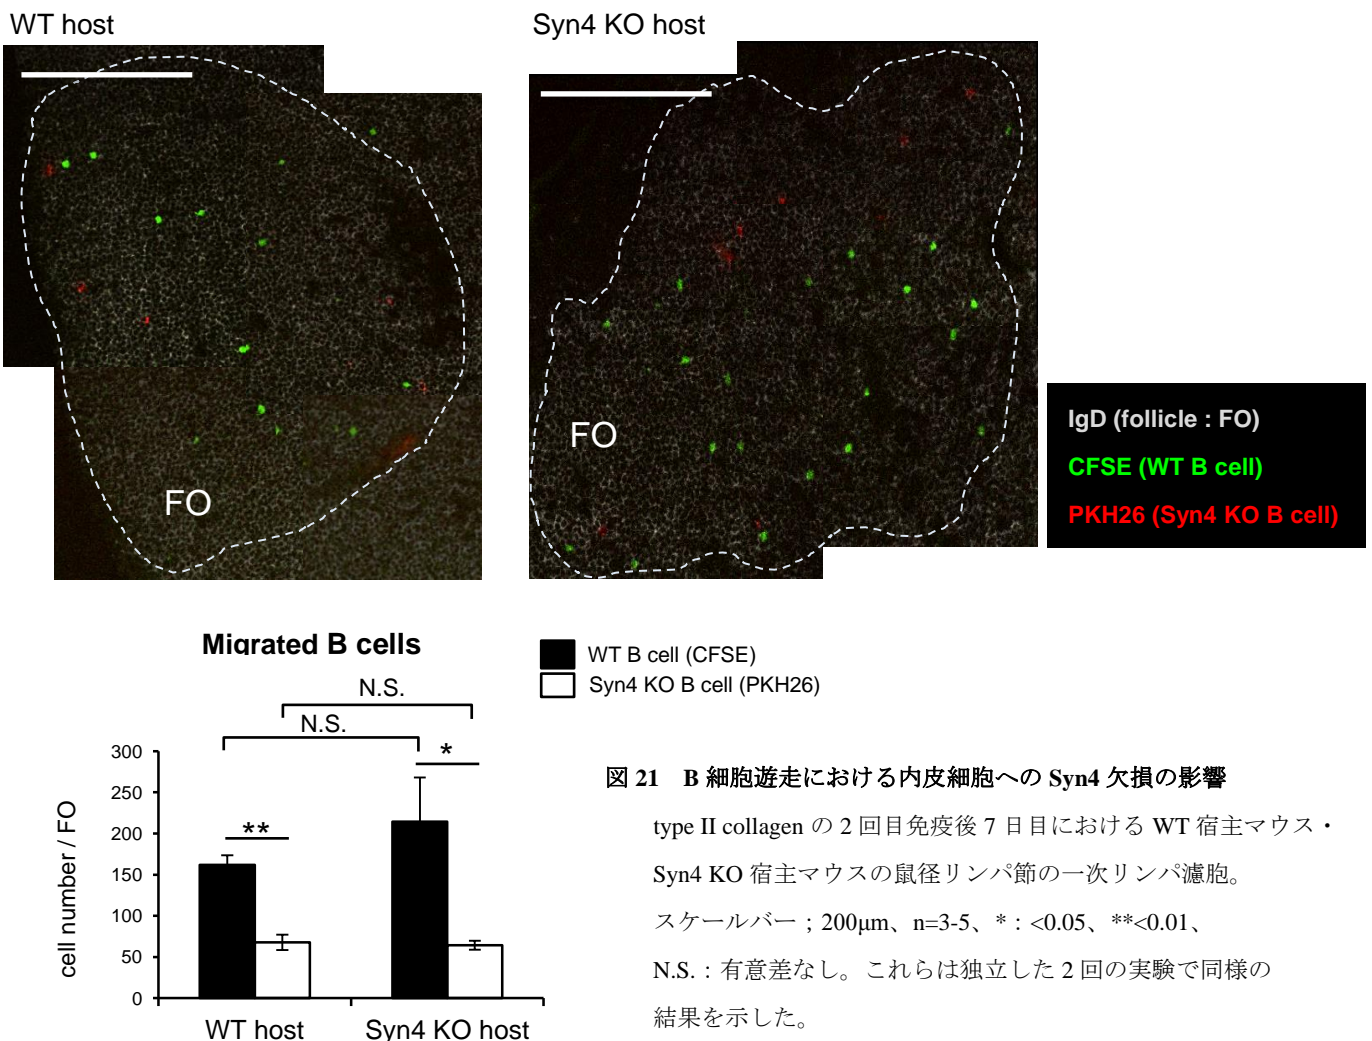 WT host
Syn4 KO host
FO
FO
IgD (follicle : FO)
CFSE (WT B cell)
PKH26 (Syn4 KO B cell)
Migrated B cells
WT B cell (CFSE)
Syn4 KO B cell (PKH26)
N.S.
N.S.
*
**
300
250
200
150
100
50
0
cell number / FO
WT host
Syn4 KO host
図 21 B 細胞遊走における内皮細胞への Syn4 欠損の影響
type II collagen の 2 回目免疫後 7 日目における WT 宿主マウス・
Syn4 KO 宿主マウスの鼠径リンパ節の一次リンパ濾胞。
スケールバー；200μm、n=3-5、*：<0.05、**<0.01、
N.S.：有意差なし。これらは独立した 2 回の実験で同様の
結果を示した。